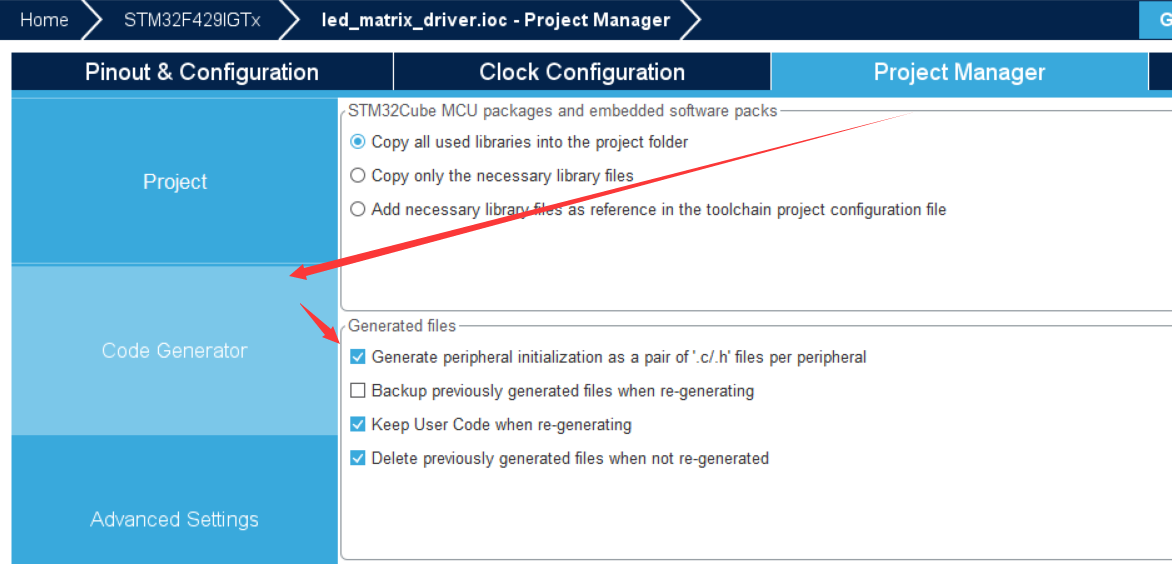 Home STM32F429IGTx led_matrix_driver.ioc - Project Manager G
Pinout & Configuration Clock Configuration Project Manager
Project
Code Generator
Advanced Settings
STM32Cube MCU packages and embedded software packs
Copy all used libraries into the project folder
Copy only the necessary library files
Add necessary library files as reference in the toolchain project configuration file
Generated files
Generate peripheral initialization as a pair of '.c/.h' files per peripheral
Backup previously generated files when re-generating
Keep User Code when re-generating
Delete previously generated files when not re-generated